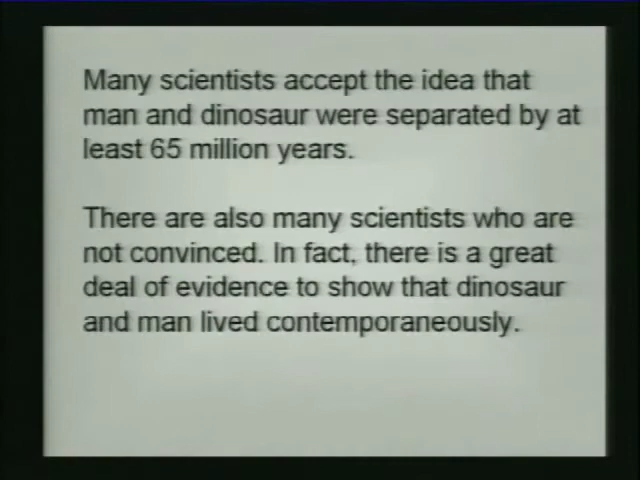 Many scientists accept the idea that
man and dinosaur were separated by at
least 65 million years.
There are also many scientists who are
not convinced. In fact, there is a great
deal of evidence to show that dinosaur
and man lived contemporaneously.